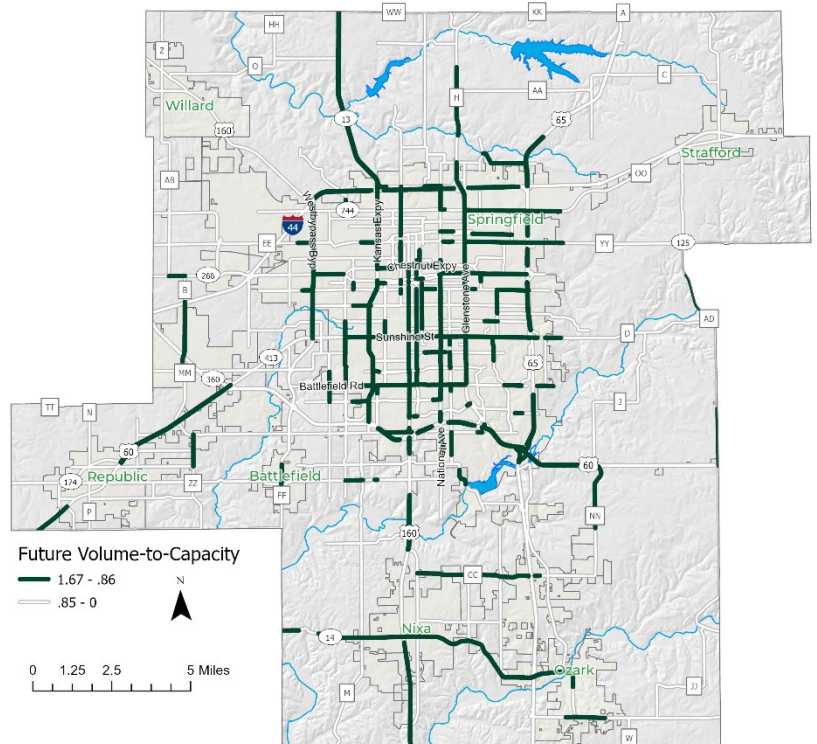 WW
KK
A
HH
Z
O
C
H
AA
Willard
13
65
160
Strafford
OO
AB
Westbypass Byp
744
Kansas Expy
Springfield
44
EE
YY
125
266
Chestnut Expy
B
Glenstone Ave
AD
Sunshine St
D
413
65
MM
360
Battlefield Rd
J
TT
N
60
National Ave
60
174
Republic
ZZ
Battlefield
FF
P
NN
160
Future Volume-to-Capacity
1.67 - .86
.85 - 0
N
CC
14
Nixa
Ozark
0 1.25 2.5 5 Miles
M
JJ
W